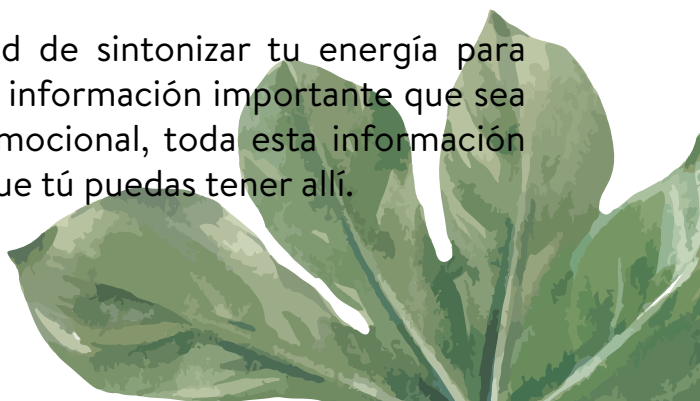 d de sintonizar tu energía para
información importante que sea
mocional, toda esta información
ue tú puedas tener allí.